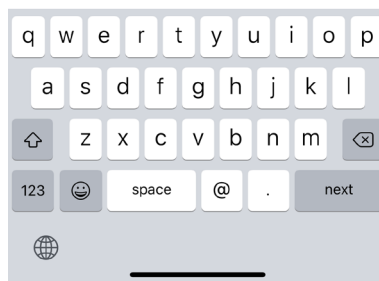 q w e r t y u i o p
a s d f g h j k l
z x c v b n m
123 space @ . next